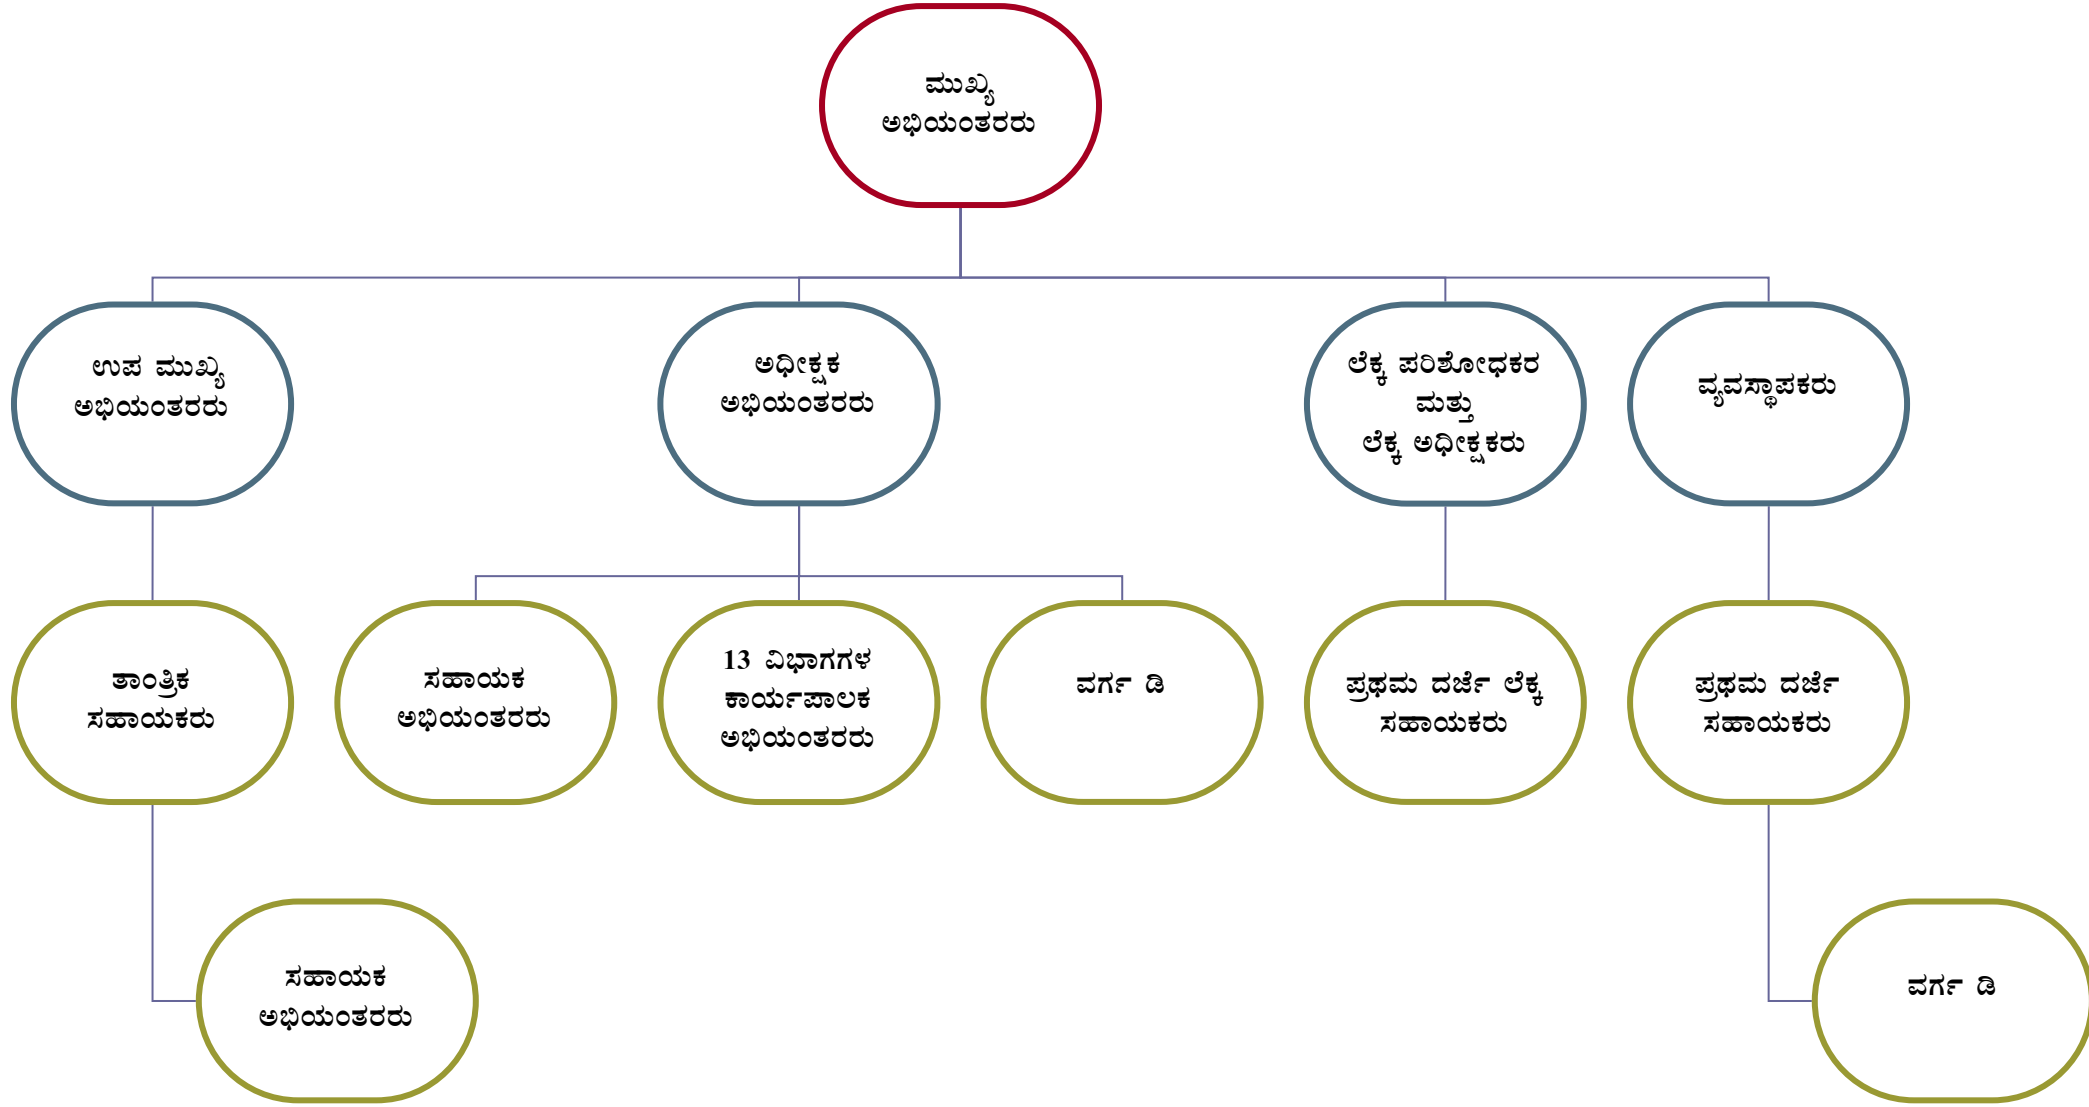 ಮುಖ್ಯ
ಅಭಿಯಂತರರು
ಉಪ ಮುಖ್ಯ
ಅಭಿಯಂತರರು
ಅಧೀಕ್ಷಕ
ಅಭಿಯಂತರರು
ಲೆಕ್ಕ ಪರಿಶೋಧಕರ
ಮತ್ತು
ಲೆಕ್ಕ ಅಧೀಕ್ಷಕರು
ವ್ಯವಸ್ಥಾಪಕರು
ತಾಂತ್ರಿಕ
ಸಹಾಯಕರು
ಸಹಾಯಕ
ಅಭಿಯಂತರರು
13 ವಿಭಾಗಗಳ
ಕಾರ್ಯಪಾಲಕ
ಅಭಿಯಂತರರು
ವರ್ಗ ಡಿ
ಪ್ರಥಮ ದರ್ಜೆ ಲೆಕ್ಕ
ಸಹಾಯಕರು
ಪ್ರಥಮ ದರ್ಜೆ
ಸಹಾಯಕರು
ಸಹಾಯಕ
ಅಭಿಯಂತರರು
ವರ್ಗ ಡಿ